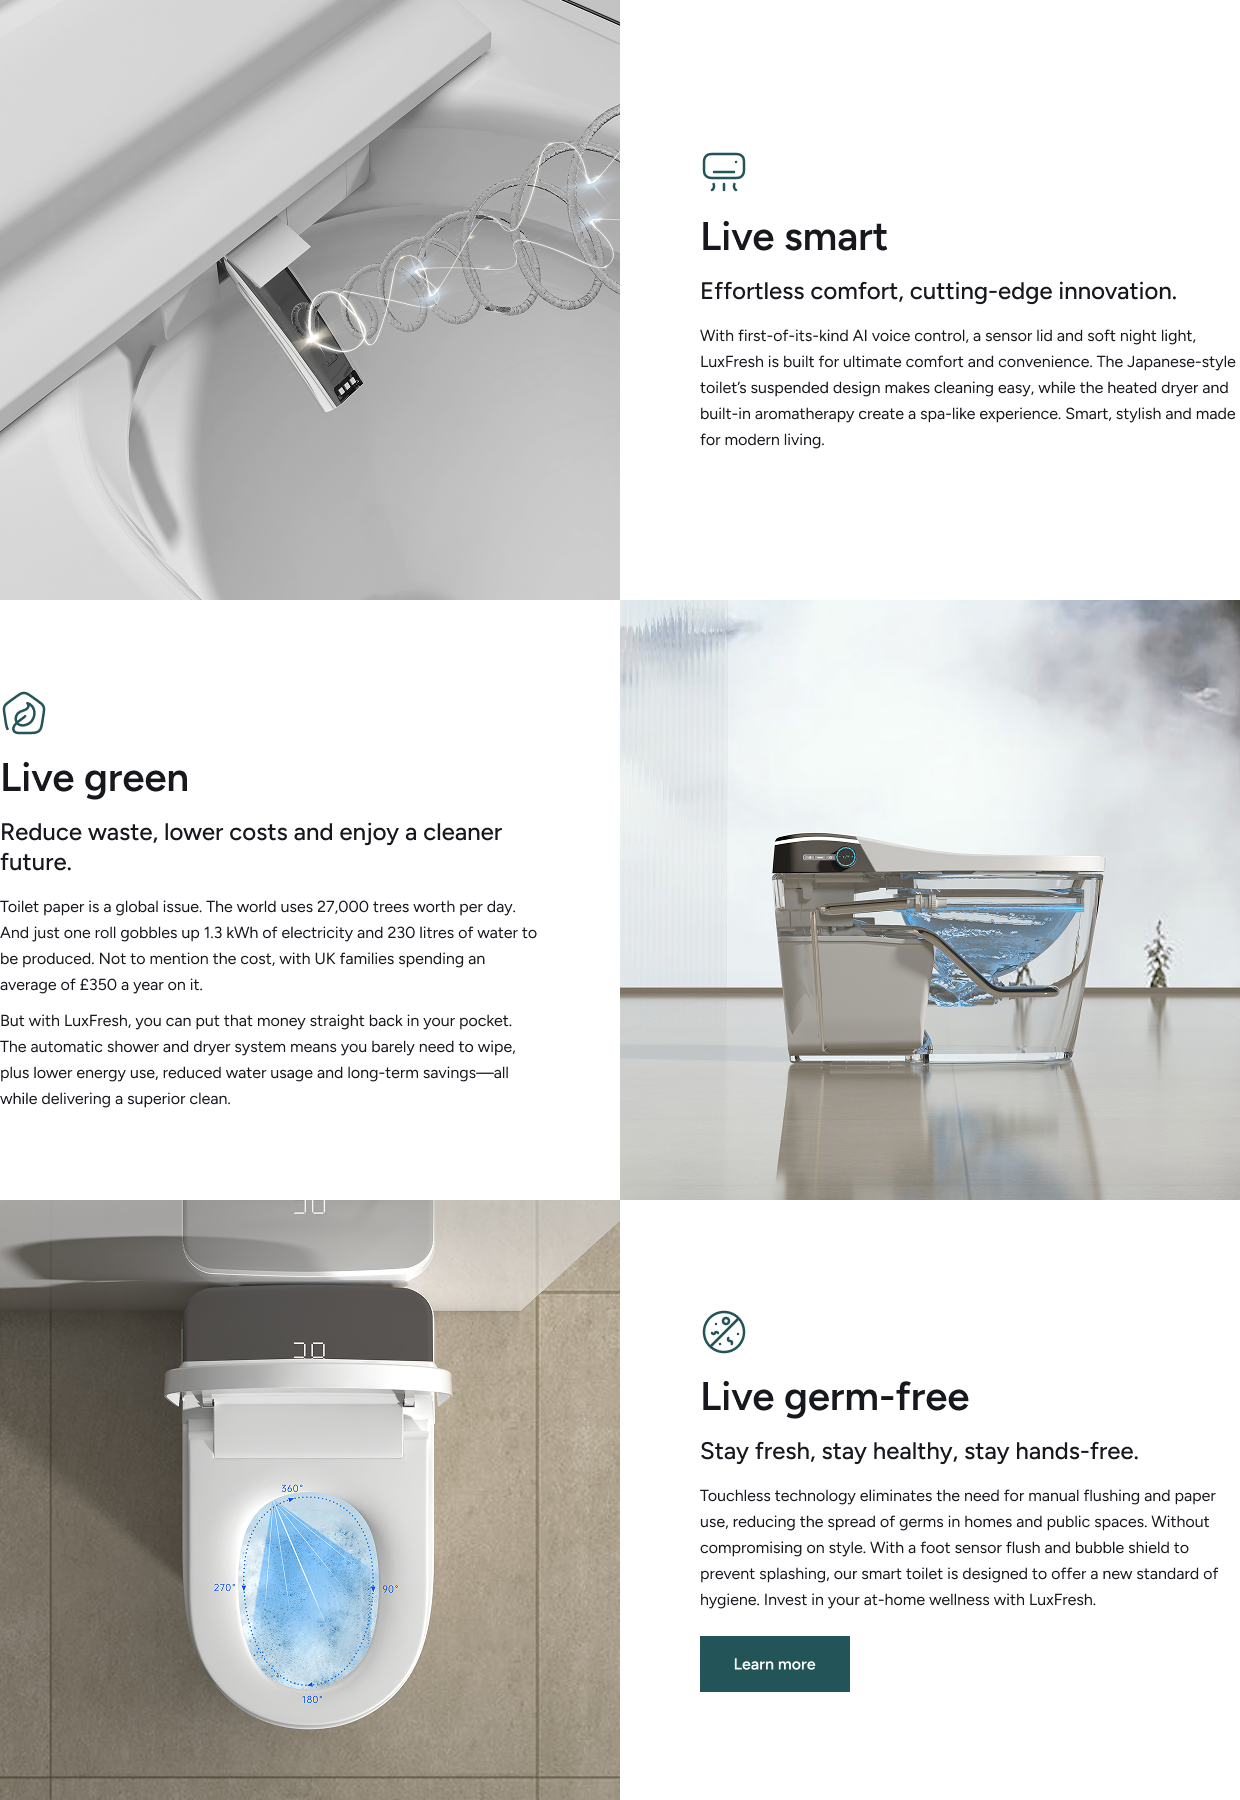 Live smart
Effortless comfort, cutting-edge innovation.
With first-of-its-kind AI voice control, a sensor lid and soft night light,
LuxFresh is built for ultimate comfort and convenience. The Japanese-style
toilet’s suspended design makes cleaning easy, while the heated dryer and
built-in aromatherapy create a spa-like experience. Smart, stylish and made
for modern living.
Live green
Reduce waste, lower costs and enjoy a cleaner
future.
Toilet paper is a global issue. The world uses 27,000 trees worth per day.
And just one roll gobbles up 1.3 kWh of electricity and 230 litres of water to
be produced. Not to mention the cost, with UK families spending an
average of £350 a year on it.
But with LuxFresh, you can put that money straight back in your pocket.
The automatic shower and dryer system means you barely need to wipe,
plus lower energy use, reduced water usage and long-term savings—all
while delivering a superior clean.
30
30
360°
270°
90°
180°
Live germ-free
Stay fresh, stay healthy, stay hands-free.
Touchless technology eliminates the need for manual flushing and paper
use, reducing the spread of germs in homes and public spaces. Without
compromising on style. With a foot sensor flush and bubble shield to
prevent splashing, our smart toilet is designed to offer a new standard of
hygiene. Invest in your at-home wellness with LuxFresh.
Learn more